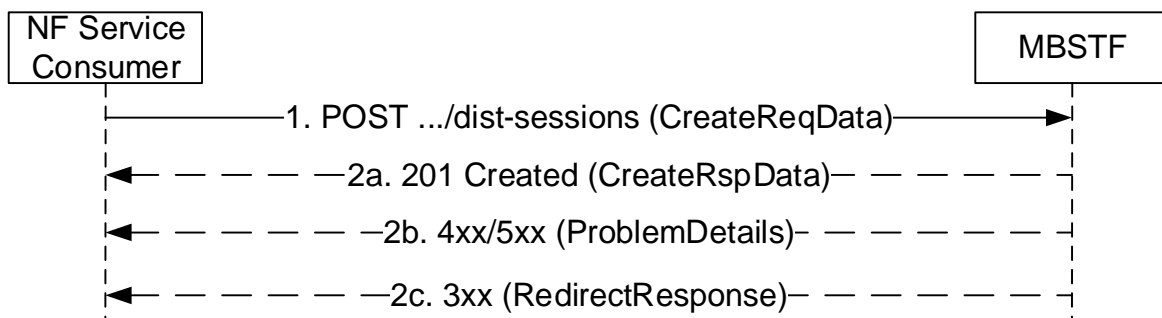 NF Service
Consumer
MBSTF
1. POST .../dist-sessions (CreateReqData)
2a. 201 Created (CreateRspData)
2b. 4xx/5xx (ProblemDetails)
2c. 3xx (RedirectResponse)